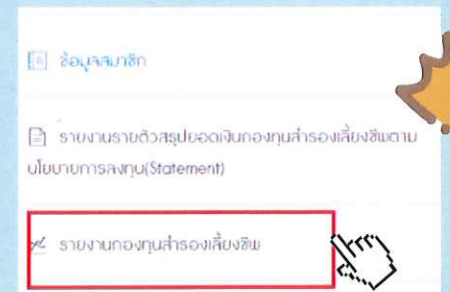 ข้อมูลสมาชิก
รายงานรายตัวสรุปยอดเงินกองทุนสำรองเลี้ยงชีพตาม
นโยบายการลงทุน(Statement)
รายงานกองทุนสำรองเลี้ยงชีพ